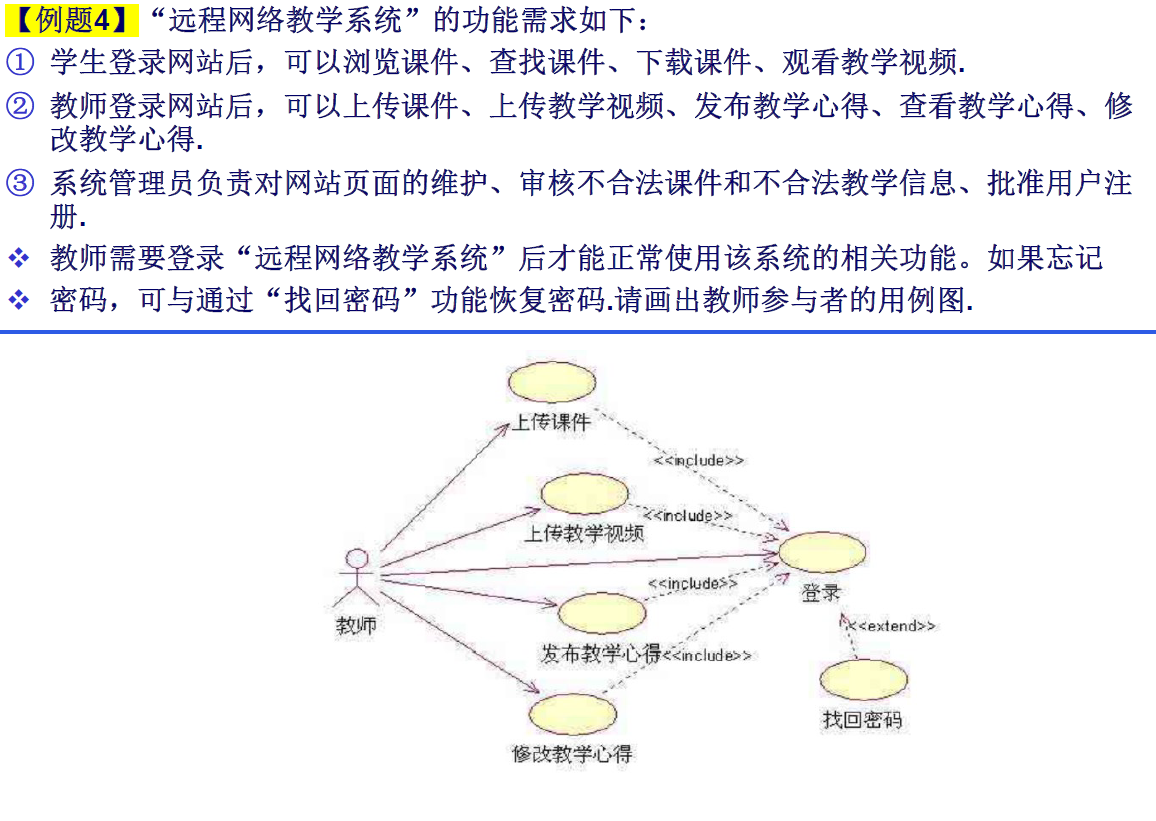 【例题4】“远程网络教学系统”的功能需求如下：
① 学生登录网站后，可以浏览课件、查找课件、下载课件、观看教学视频.
② 教师登录网站后，可以上传课件、上传教学视频、发布教学心得、查看教学心得、修
改教学心得.
③ 系统管理员负责对网站页面的维护、审核不合法课件和不合法教学信息、批准用户注
册.
❖ 教师需要登录“远程网络教学系统”后才能正常使用该系统的相关功能。如果忘记
❖ 密码，可与通过“找回密码”功能恢复密码.请画出教师参与者的用例图.
上传课件
<<include>>
<<include>>
上传教学视频
<<include>>
登录
教师
<<extend>>
发布教学心得
<<include>>
找回密码
修改教学心得